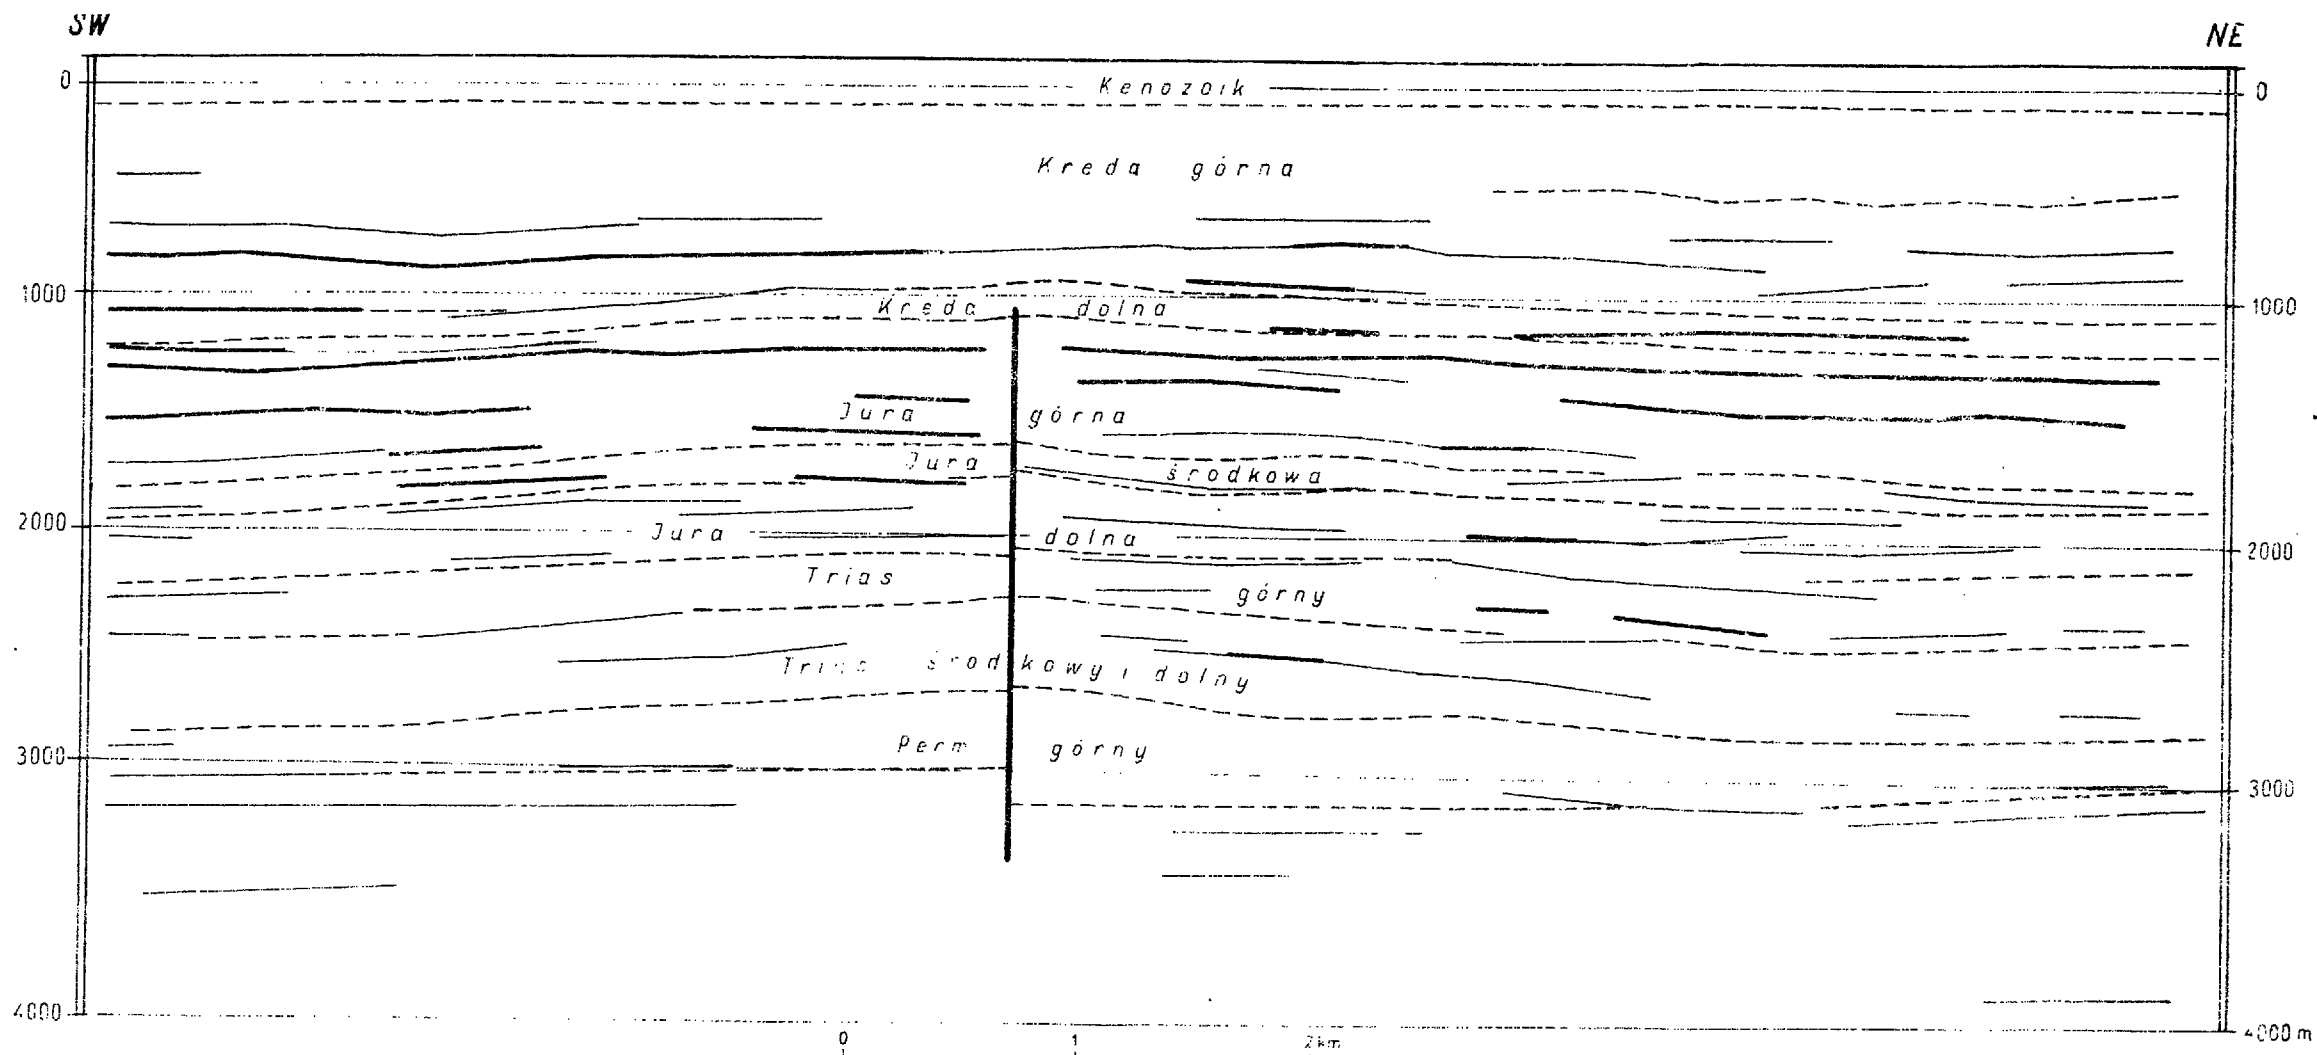 SW NE
0 Kenozoik 0
Kreda górna
1000 Kreda dolna 1000
Jura górna
Jura środkowa
2000 Jura dolna 2000
Trias górny
Trias środkowy i dolny
3000 Perm górny 3000
4000 4000 m
0 1 2km